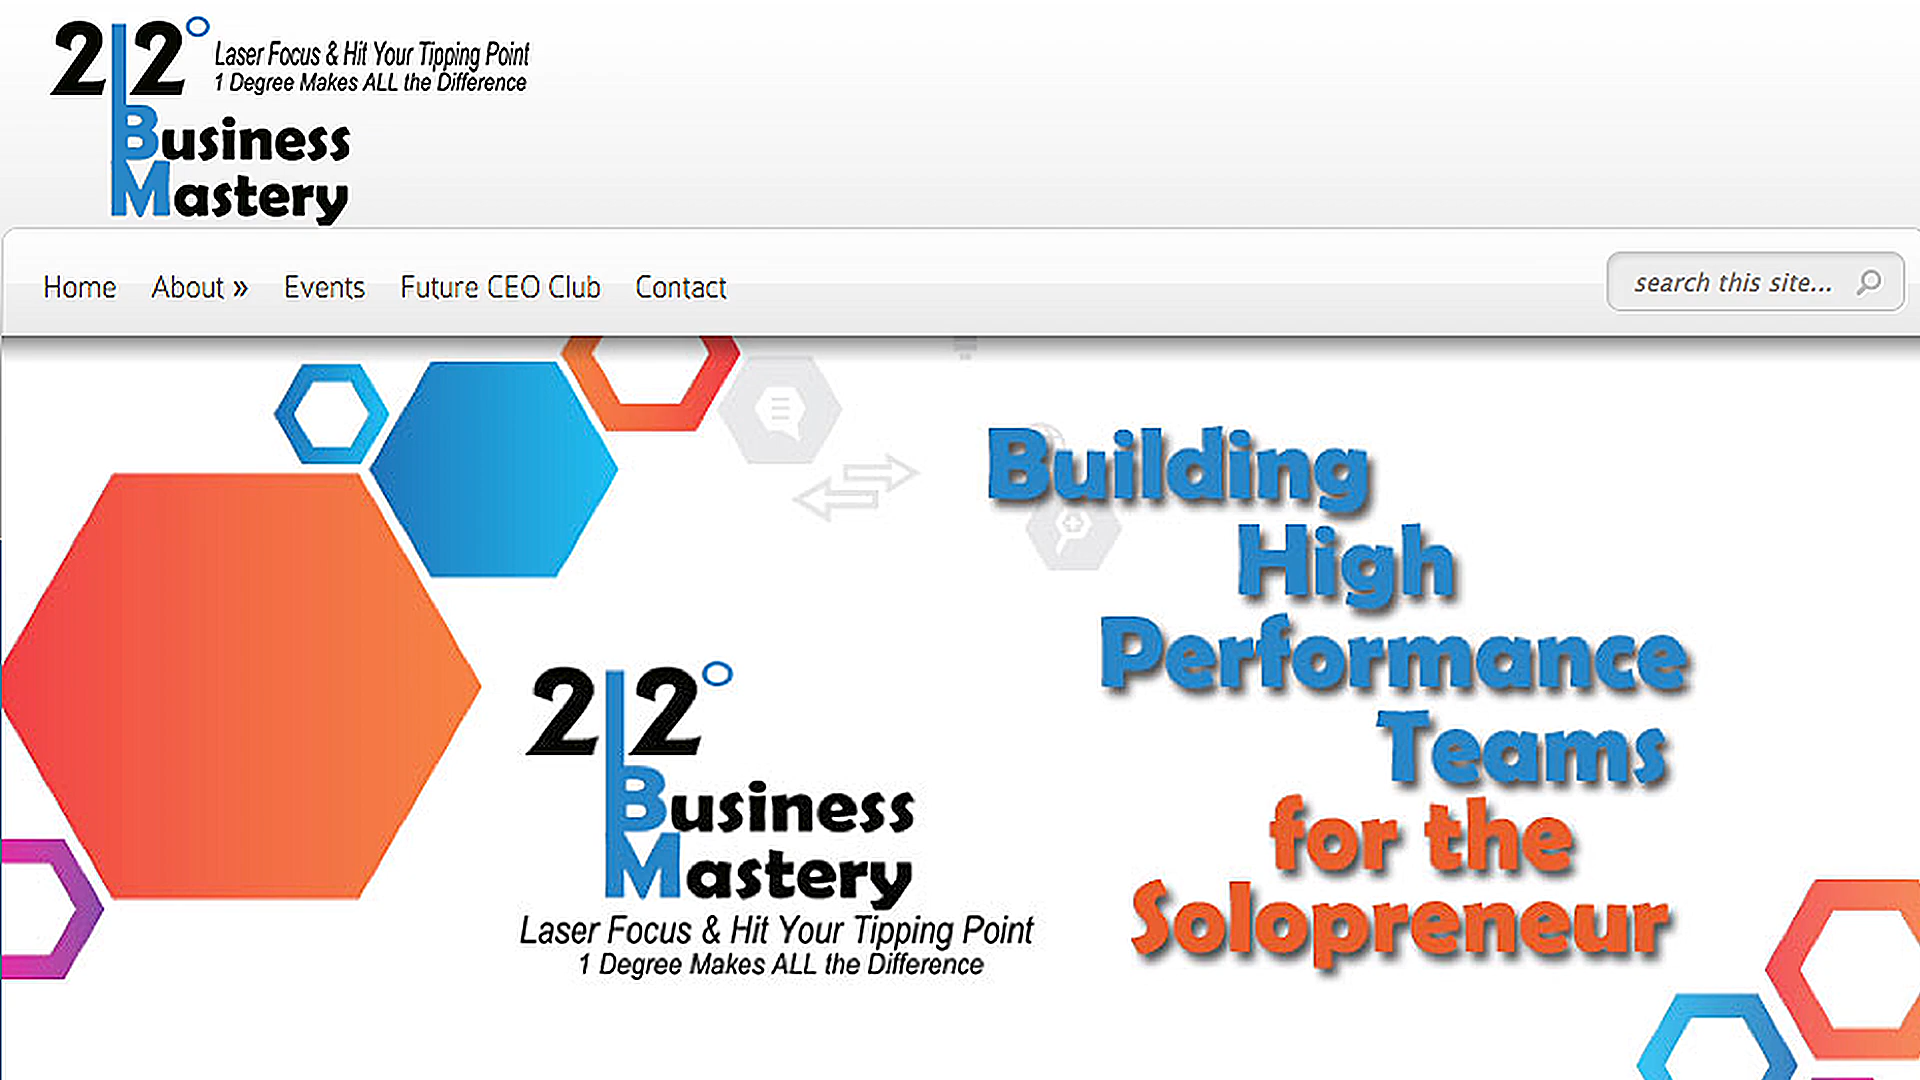 212°
Laser Focus & Hit Your Tipping Point
1 Degree Makes ALL the Difference
Business
Mastery
Home About » Events Future CEO Club Contact search this site...
Building
High
Performance
Teams
for the
Solopreneur
212°
Business
Mastery
Laser Focus & Hit Your Tipping Point
1 Degree Makes ALL the Difference